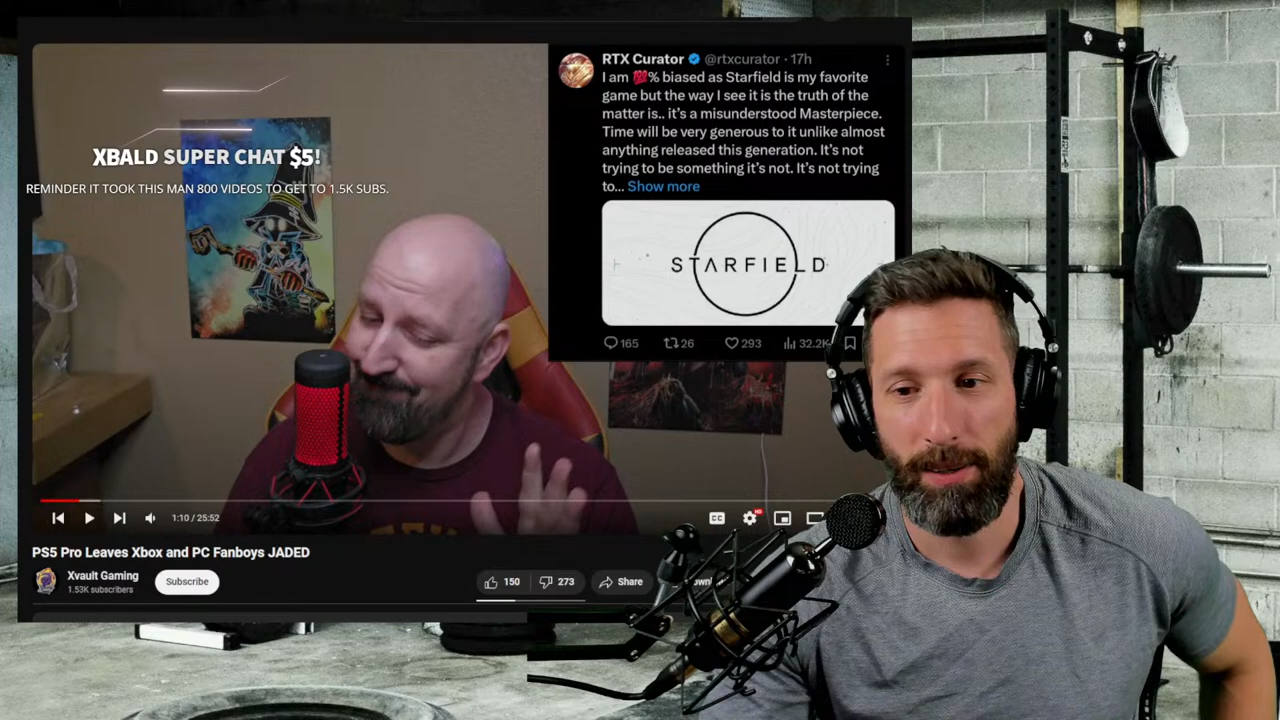 RTX Curator @rtxcurator · 17h
I am 💯% biased as Starfield is my favorite
game but the way I see it is the truth of the
matter is.. it's a misunderstood Masterpiece.
Time will be very generous to it unlike almost
anything released this generation. It's not
trying to be something it's not. It's not trying
to... Show more
XBALD SUPER CHAT $5!
REMINDER IT TOOK THIS MAN 800 VIDEOS TO GET TO 1.5K SUBS.
STARFIELD
165 26 293 32.2K
1:10 / 25:52
CC HD
PS5 Pro Leaves Xbox and PC Fanboys JADED
Xvault Gaming
1.53K subscribers
Subscribe
150 273 Share